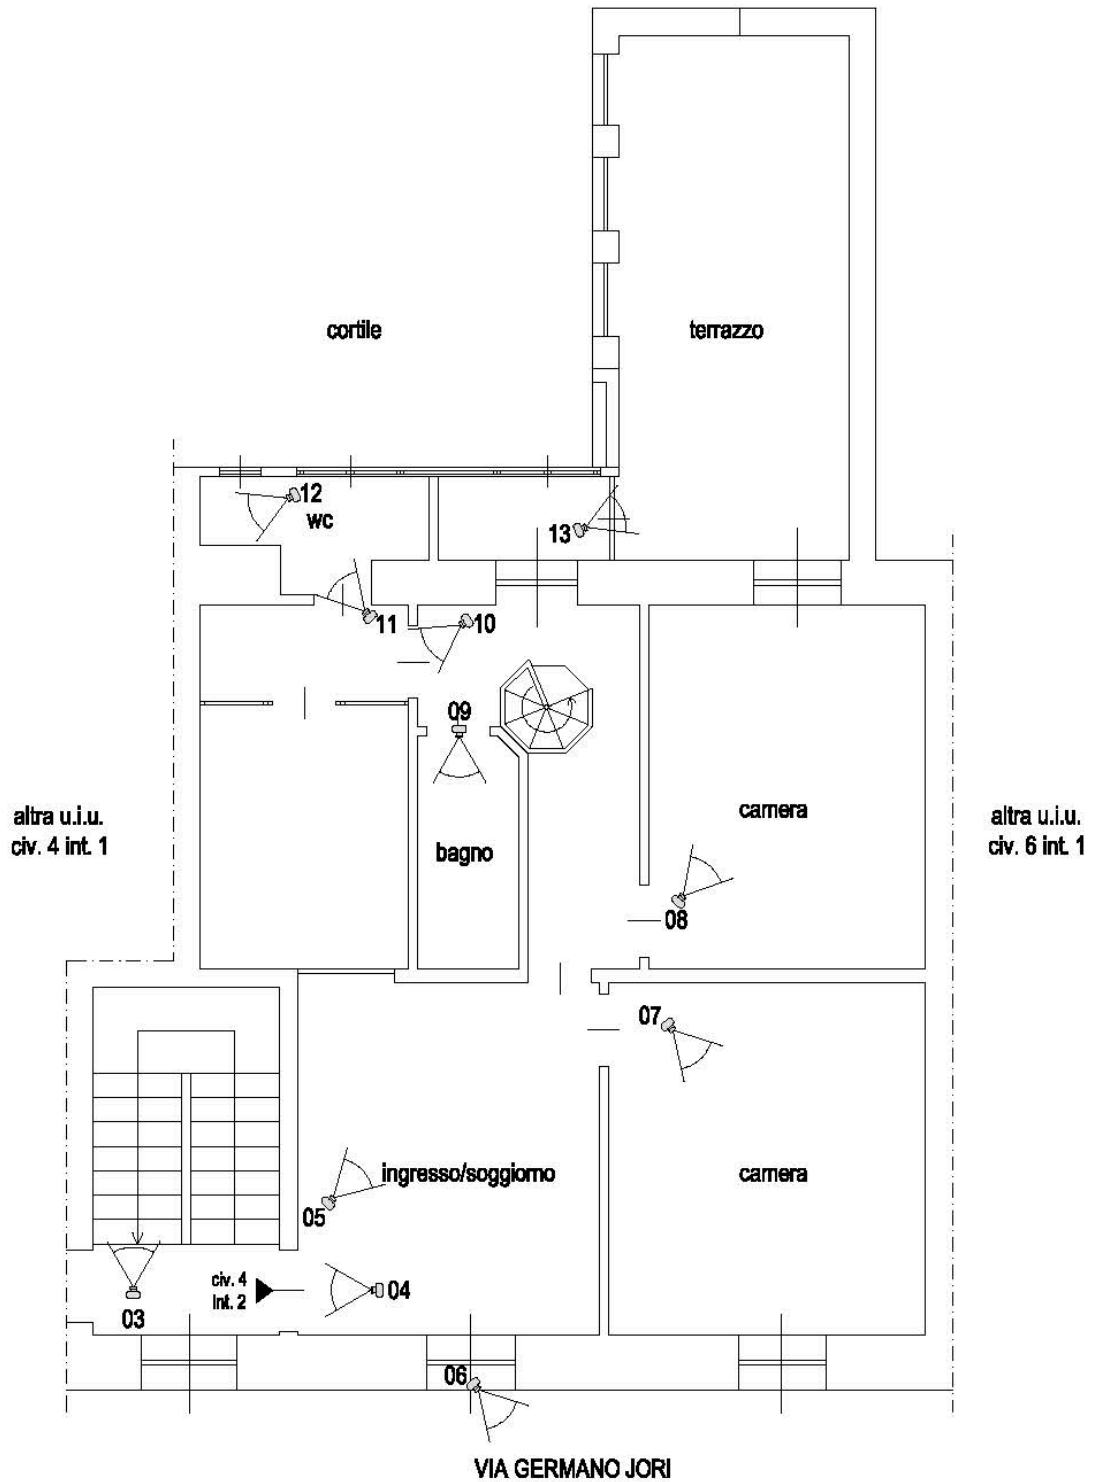 cortile
terrazzo
12
wc
13
11
10
09
altra u.i.u.
civ. 4 int. 1
camera
altra u.i.u.
civ. 6 int. 1
bagno
08
07
ingresso/soggiorno
camera
05
civ. 4
int. 2
04
03
06
VIA GERMANO JORI